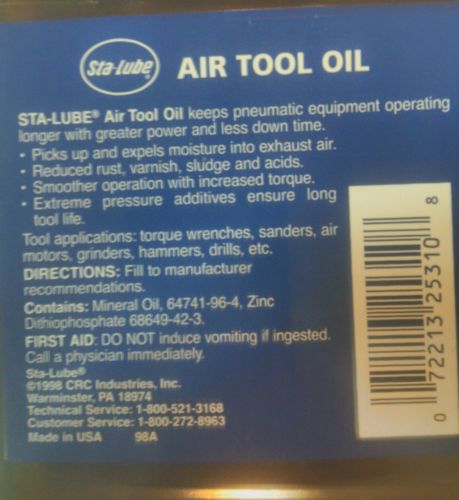 Sta-Lube®
AIR TOOL OIL
STA-LUBE® Air Tool Oil keeps pneumatic equipment operating
longer with greater power and less down time.
• Picks up and expels moisture into exhaust air.
• Reduced rust, varnish, sludge and acids.
• Smoother operation with increased torque.
• Extreme pressure additives ensure long
tool life.
Tool applications: torque wrenches, sanders, air
motors, grinders, hammers, drills, etc.
DIRECTIONS: Fill to manufacturer
recommendations.
Contains: Mineral Oil, 64741-96-4, Zinc
Dithiophosphate 68649-42-3.
FIRST AID: DO NOT induce vomiting if ingested.
Call a physician immediately.
Sta-Lube®
©1998 CRC Industries, Inc.
Warminster, PA 18974
Technical Service: 1-800-521-3168
Customer Service: 1-800-272-8963
Made in USA 98A
0 72213 25310 8